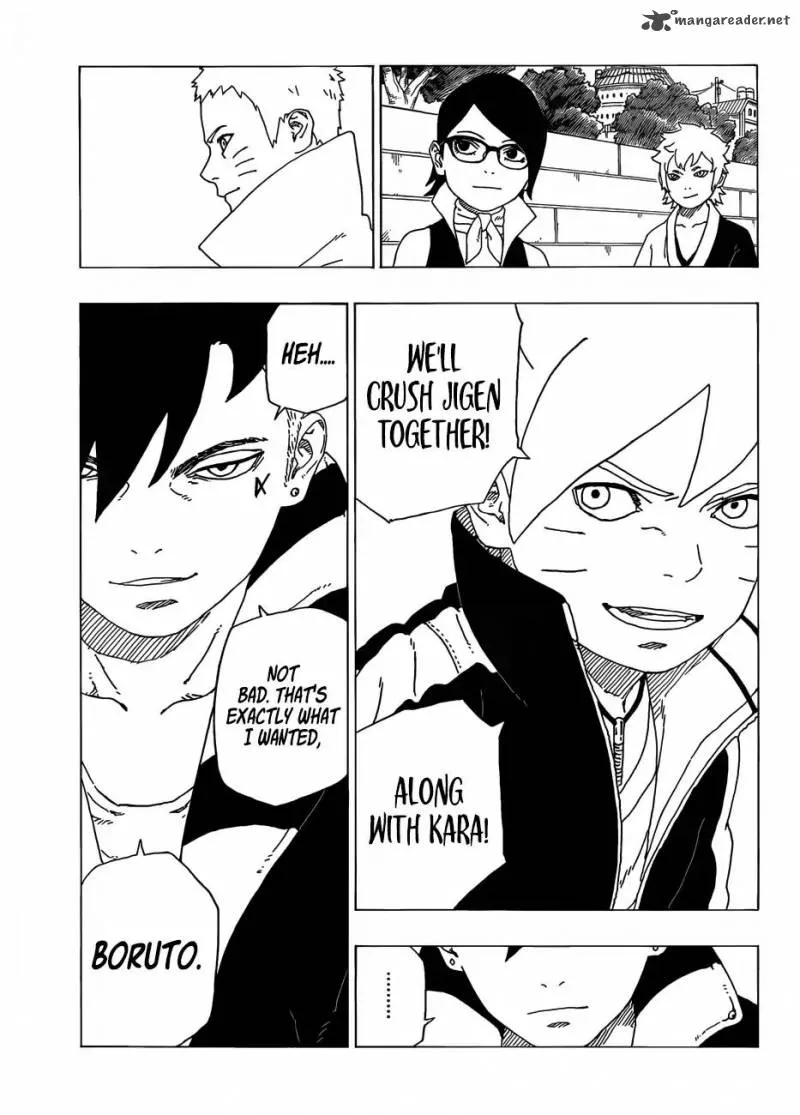 mangareader.net
WE'LL
CRUSH JIGEN
TOGETHER!
ALONG
WITH KARA!
.........
HEH....
NOT
BAD. THAT'S
EXACTLY WHAT
I WANTED,
BORUTO.